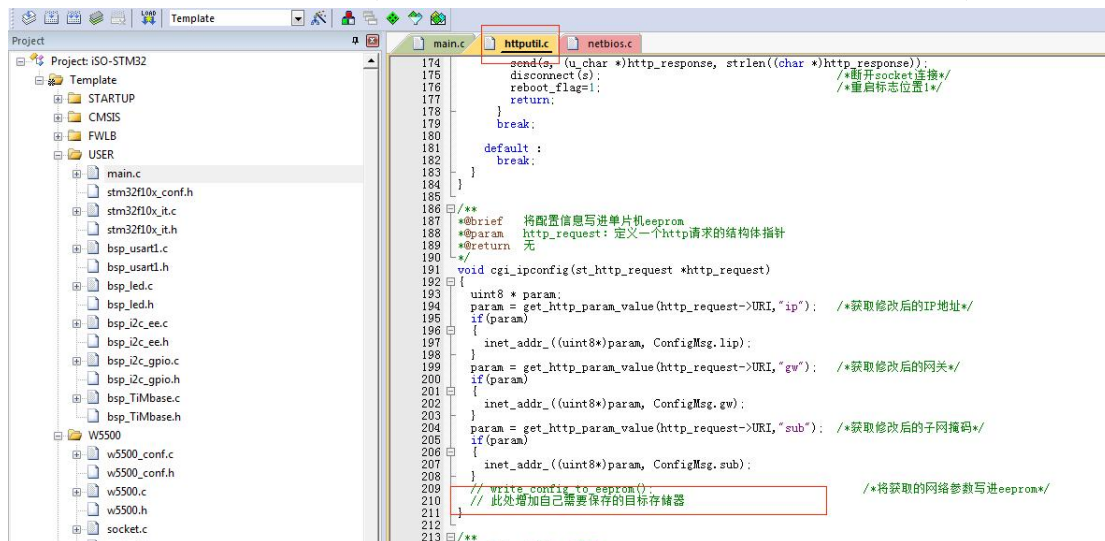 LOAD
Template
Project
main.c
httputil.c
netbios.c
Project: iSO-STM32
Template
STARTUP
CMSIS
FWLB
USER
main.c
stm32f10x_conf.h
stm32f10x_it.c
stm32f10x_it.h
bsp_usart1.c
bsp_usart1.h
bsp_led.c
bsp_led.h
bsp_i2c_ee.c
bsp_i2c_ee.h
bsp_i2c_gpio.c
bsp_i2c_gpio.h
bsp_TiMbase.c
bsp_TiMbase.h
W5500
w5500_conf.c
w5500_conf.h
w5500.c
w5500.h
socket.c
174 send(s, (u_char *)http_response, strlen((char *)http_response));
175 disconnect(s); /*断开socket连接*/
176 reboot_flag=1; /*重启标志位置1*/
177 return;
178 }
179 break;
180
181 default :
182 break;
183 }
184 }
185
186 /**
187 *@brief 将配置信息写进单片机eeprom
188 *@param http_request：定义一个http请求的结构体指针
189 *@return 无
190 */
191 void cgi_ipconfig(st_http_request *http_request)
192 {
193 uint8 * param;
194 param = get_http_param_value(http_request->URI,"ip"); /*获取修改后的IP地址*/
195 if(param)
196 {
197 inet_addr_((uint8*)param, ConfigMsg.lip);
198 }
199 param = get_http_param_value(http_request->URI,"gw"); /*获取修改后的网关*/
200 if(param)
201 {
202 inet_addr_((uint8*)param, ConfigMsg.gw);
203 }
204 param = get_http_param_value(http_request->URI,"sub"); /*获取修改后的子网掩码*/
205 if(param)
206 {
207 inet_addr_((uint8*)param, ConfigMsg.sub);
208 }
209 // write_config_to_eeprom(); /*将获取的网络参数写进eeprom*/
210 // 此处增加自己需要保存的目标存储器
211 }
212
213 /**